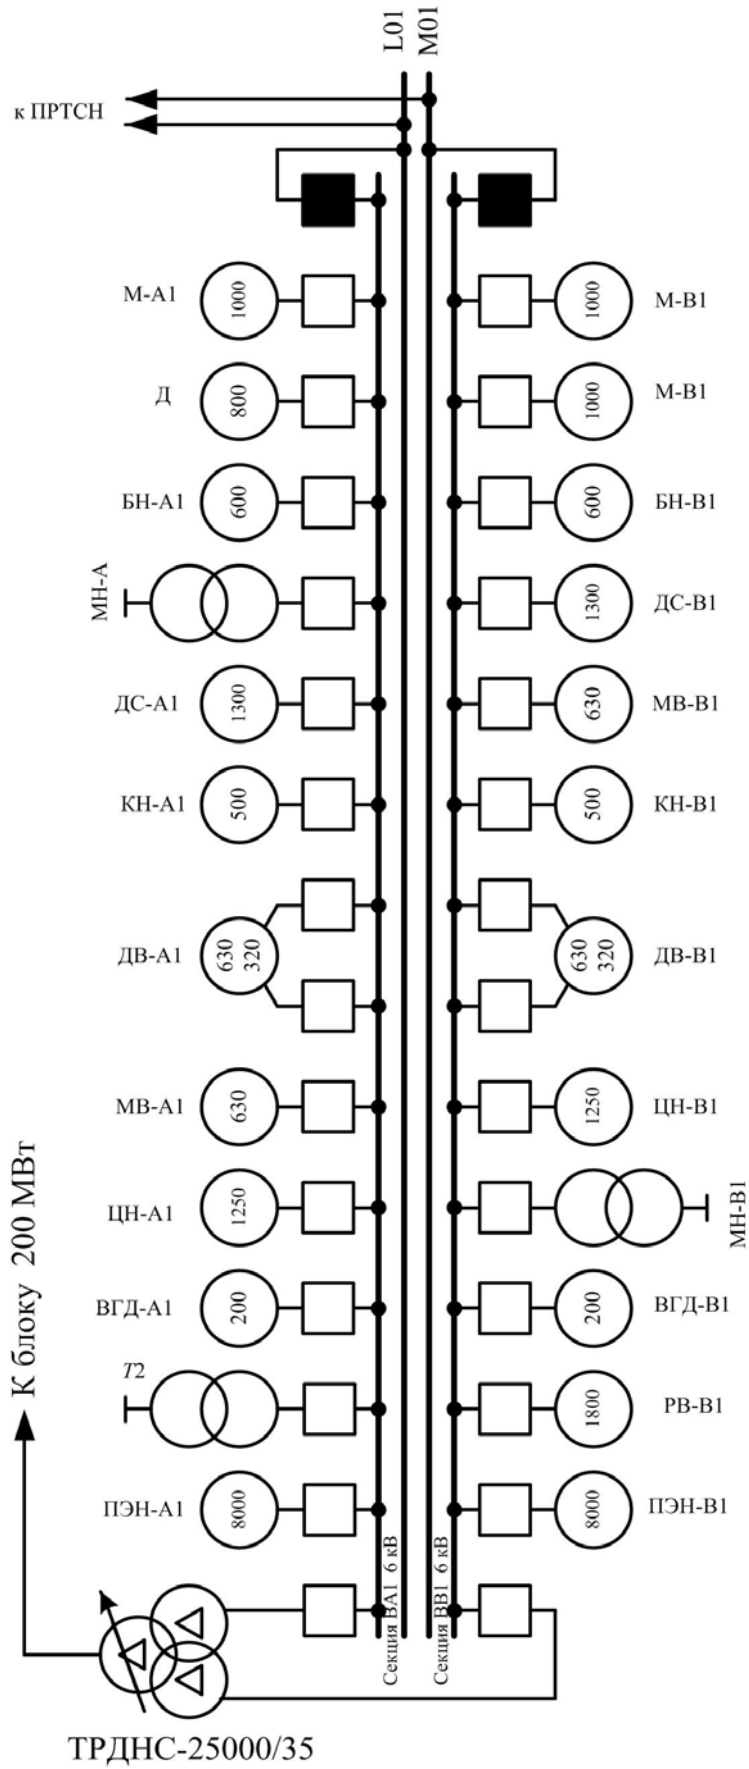 L01
M01
к ПРТСН
М-А1
1000
1000
М-В1
Д
800
1000
М-В1
БН-А1
600
600
БН-В1
МН-А
1300
ДС-В1
ДС-А1
1300
630
МВ-В1
КН-А1
500
500
КН-В1
ДВ-А1
630
320
630
320
ДВ-В1
МВ-А1
630
1250
ЦН-В1
ЦН-А1
1250
МН-В1
ВГД-А1
200
200
ВГД-В1
Т2
1800
РВ-В1
ПЭН-А1
8000
8000
ПЭН-В1
К блоку 200 МВт
Секция ВА1 6 кВ
Секция ВВ1 6 кВ
ТРДНС-25000/35